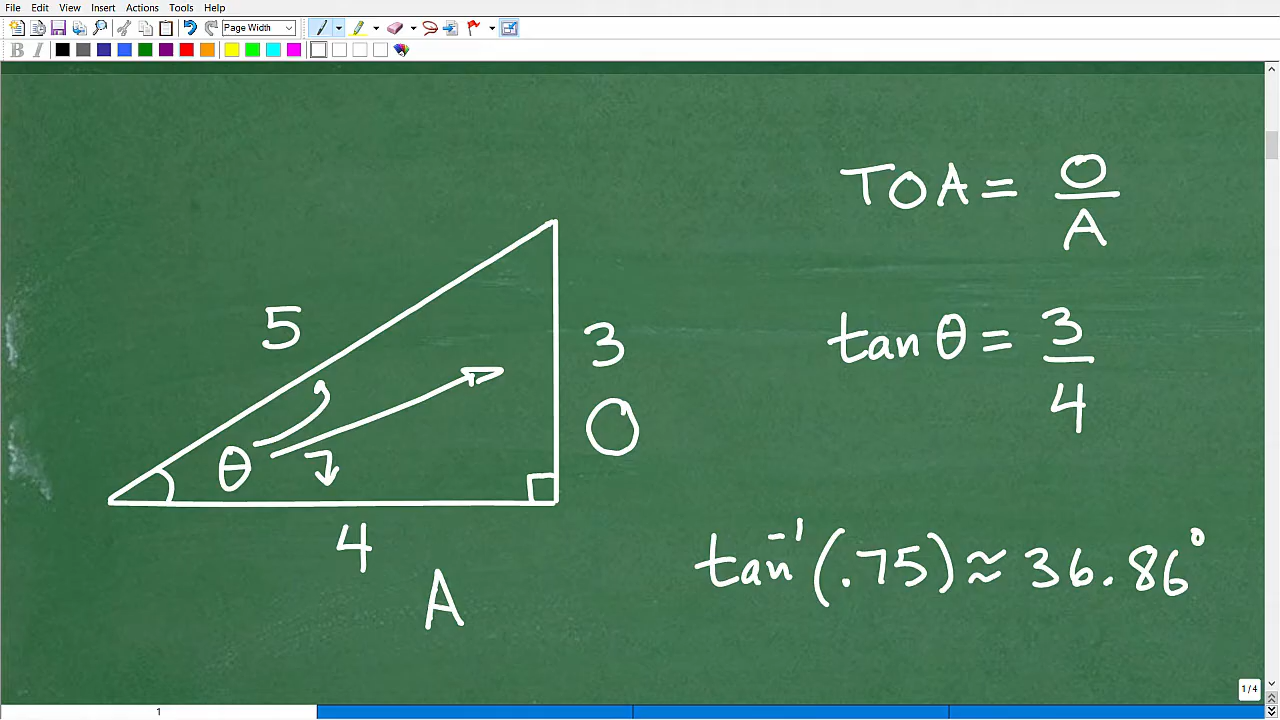 File Edit View Insert Actions Tools Help
Page Width
B I
TOA = O/A
5
3
tan θ = 3/4
O
θ
4
tan⁻¹(.75) ≈ 36.86°
A
1/4
1